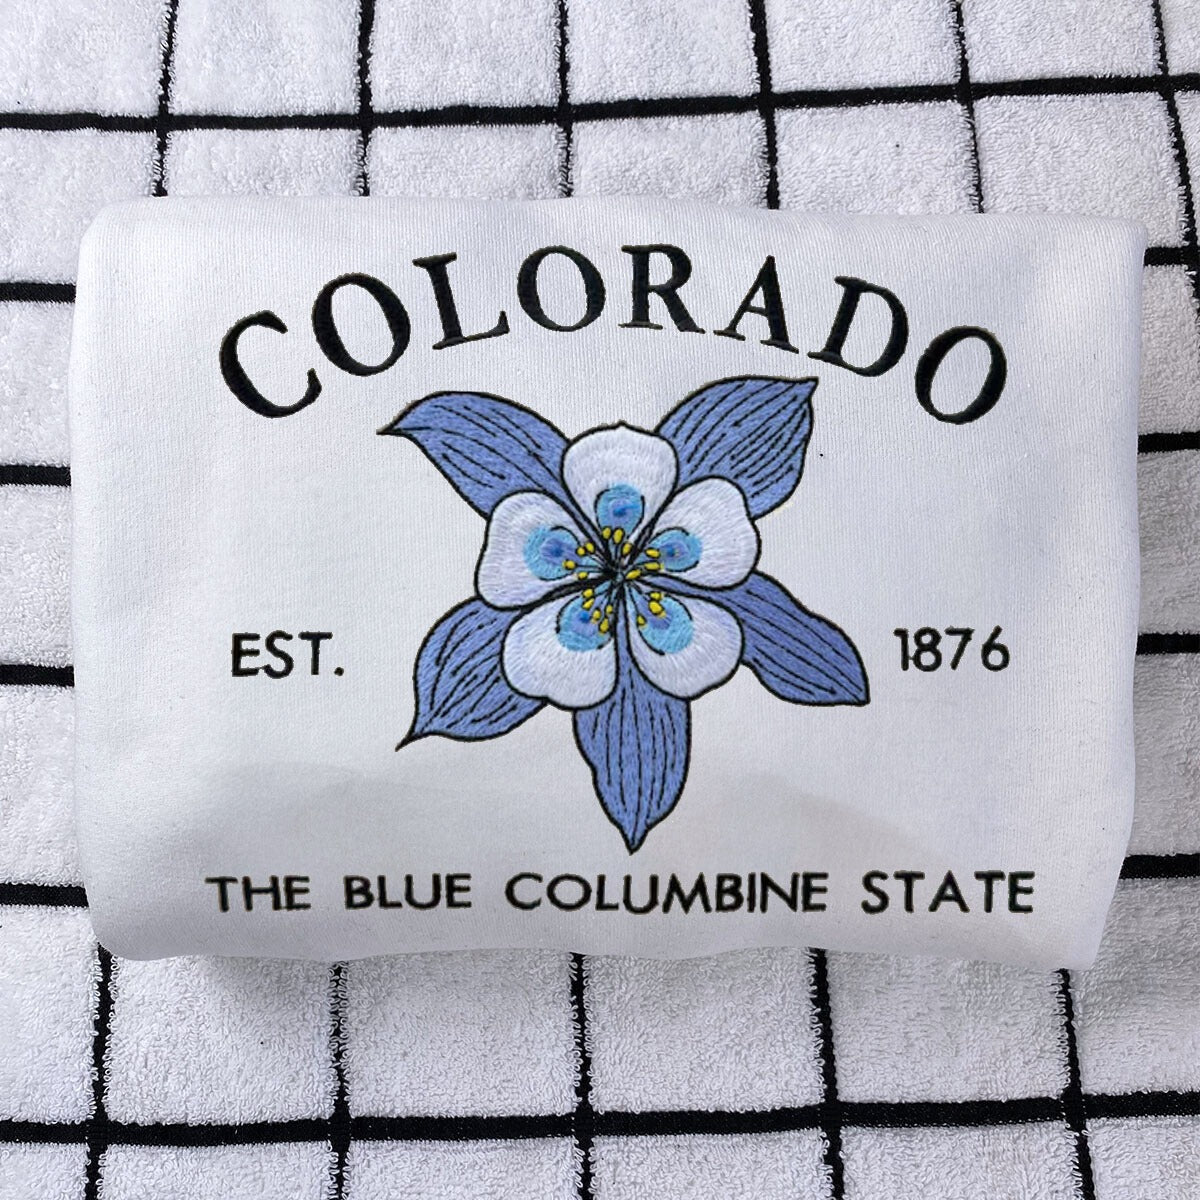 COLORADO
EST. 1876
THE BLUE COLUMBINE STATE